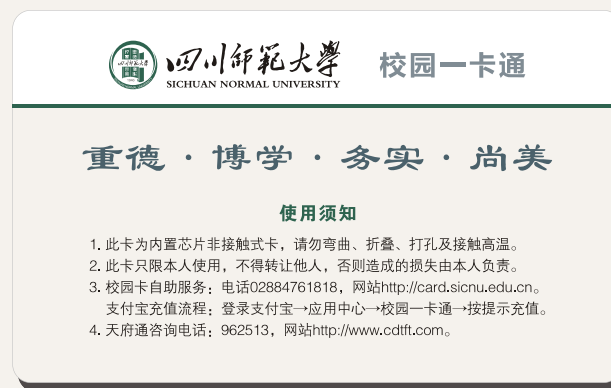 四川師範大學
SICHUAN NORMAL UNIVERSITY
校园一卡通
重德·博学·务实·尚美
使用须知
1. 此卡为内置芯片非接触式卡，请勿弯曲、折叠、打孔及接触高温。
2. 此卡只限本人使用，不得转让他人，否则造成的损失由本人负责。
3. 校园卡自助服务：电话02884761818，网站http://card.sicnu.edu.cn。
支付宝充值流程：登录支付宝→应用中心→校园一卡通→按提示充值。
4. 天府通咨询电话：962513，网站http://www.cdtft.com。